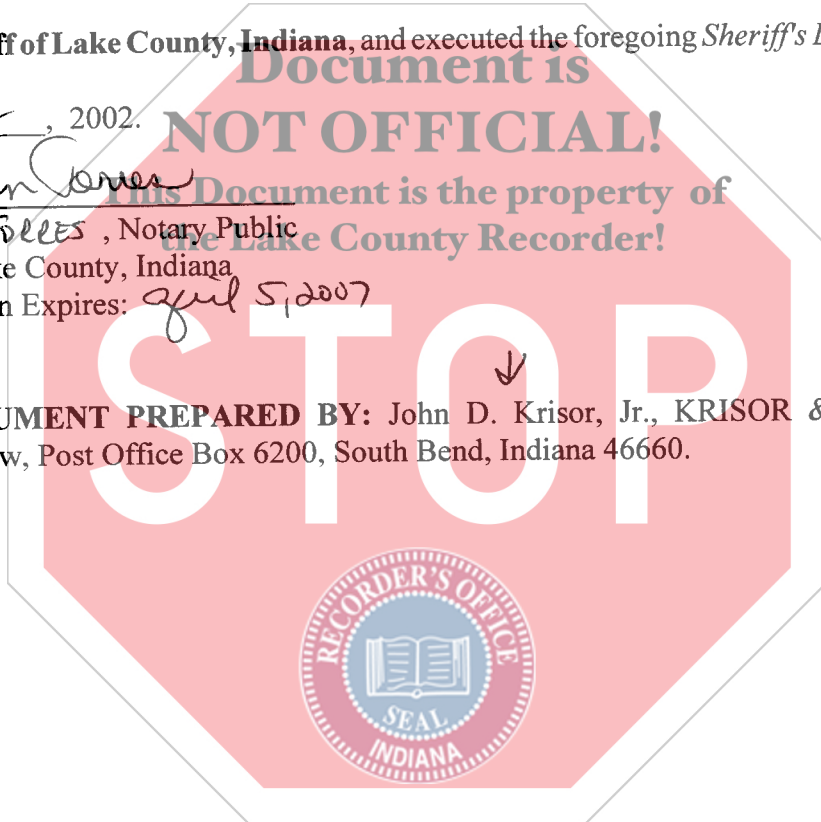 ff of Lake County, Indiana, and executed the foregoing Sheriff's
Document is
, 2002.
NOT OFFICIAL!
This Document is the property of
, Notary Public
the Lake County Recorder!
e County, Indiana
n Expires: April 5, 2007
STOP
UMENT PREPARED BY: John D. Krisor, Jr., KRISOR &
w, Post Office Box 6200, South Bend, Indiana 46660.
RECORDER'S OFFICE
SEAL
INDIANA